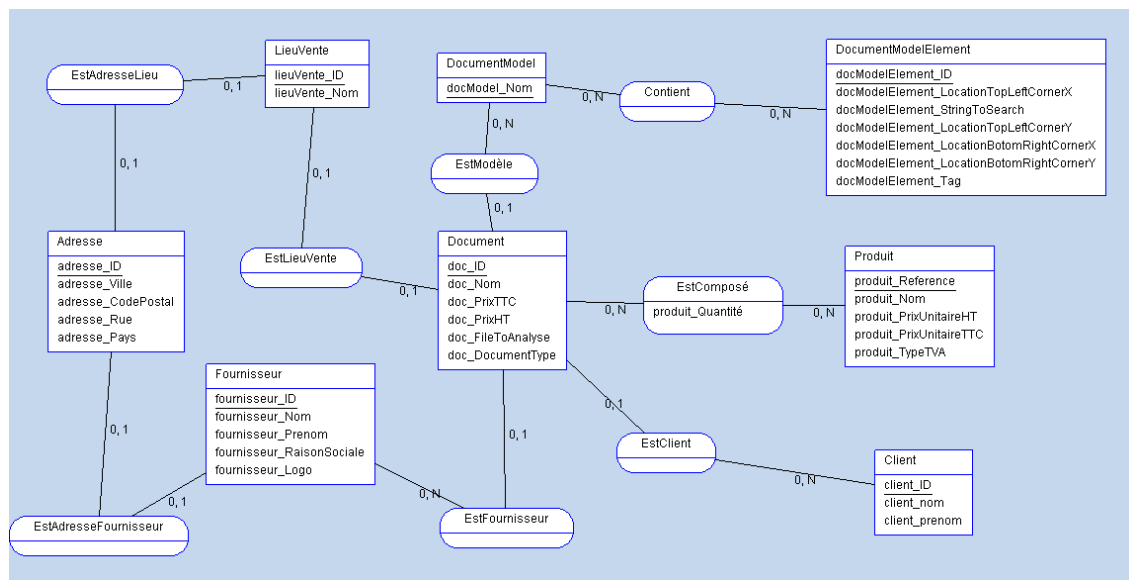 LieuVente
lieuVente_ID
lieuVente_Nom
EstAdresseLieu
0, 1
0, 1
0, 1
DocumentModel
docModel_Nom
0, N
Contient
0, N
0, N
EstModèle
0, 1
DocumentModelElement
docModelElement_ID
docModelElement_LocationTopLeftCornerX
docModelElement_StringToSearch
docModelElement_LocationTopLeftCornerY
docModelElement_LocationBotomRightCornerX
docModelElement_LocationBotomRightCornerY
docModelElement_Tag
Adresse
adresse_ID
adresse_Ville
adresse_CodePostal
adresse_Rue
adresse_Pays
EstLieuVente
0, 1
Document
doc_ID
doc_Nom
doc_PrixTTC
doc_PrixHT
doc_FileToAnalyse
doc_DocumentType
0, N
EstComposé
produit_Quantité
0, N
Produit
produit_Reference
produit_Nom
produit_PrixUnitaireHT
produit_PrixUnitaireTTC
produit_TypeTVA
Fournisseur
fournisseur_ID
fournisseur_Nom
fournisseur_Prenom
fournisseur_RaisonSociale
fournisseur_Logo
0, 1
0, 1
0, N
0, 1
0, 1
EstClient
0, N
Client
client_ID
client_nom
client_prenom
EstAdresseFournisseur
EstFournisseur